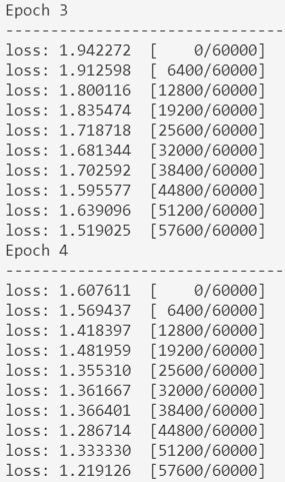 Epoch 3
-------------------------------
loss: 1.942272  [    0/60000]
loss: 1.912598  [ 6400/60000]
loss: 1.800116  [12800/60000]
loss: 1.835474  [19200/60000]
loss: 1.718718  [25600/60000]
loss: 1.681344  [32000/60000]
loss: 1.702592  [38400/60000]
loss: 1.595577  [44800/60000]
loss: 1.639096  [51200/60000]
loss: 1.519025  [57600/60000]
Epoch 4
-------------------------------
loss: 1.607611  [    0/60000]
loss: 1.569437  [ 6400/60000]
loss: 1.418397  [12800/60000]
loss: 1.481959  [19200/60000]
loss: 1.355310  [25600/60000]
loss: 1.361667  [32000/60000]
loss: 1.366401  [38400/60000]
loss: 1.286714  [44800/60000]
loss: 1.333330  [51200/60000]
loss: 1.219126  [57600/60000]